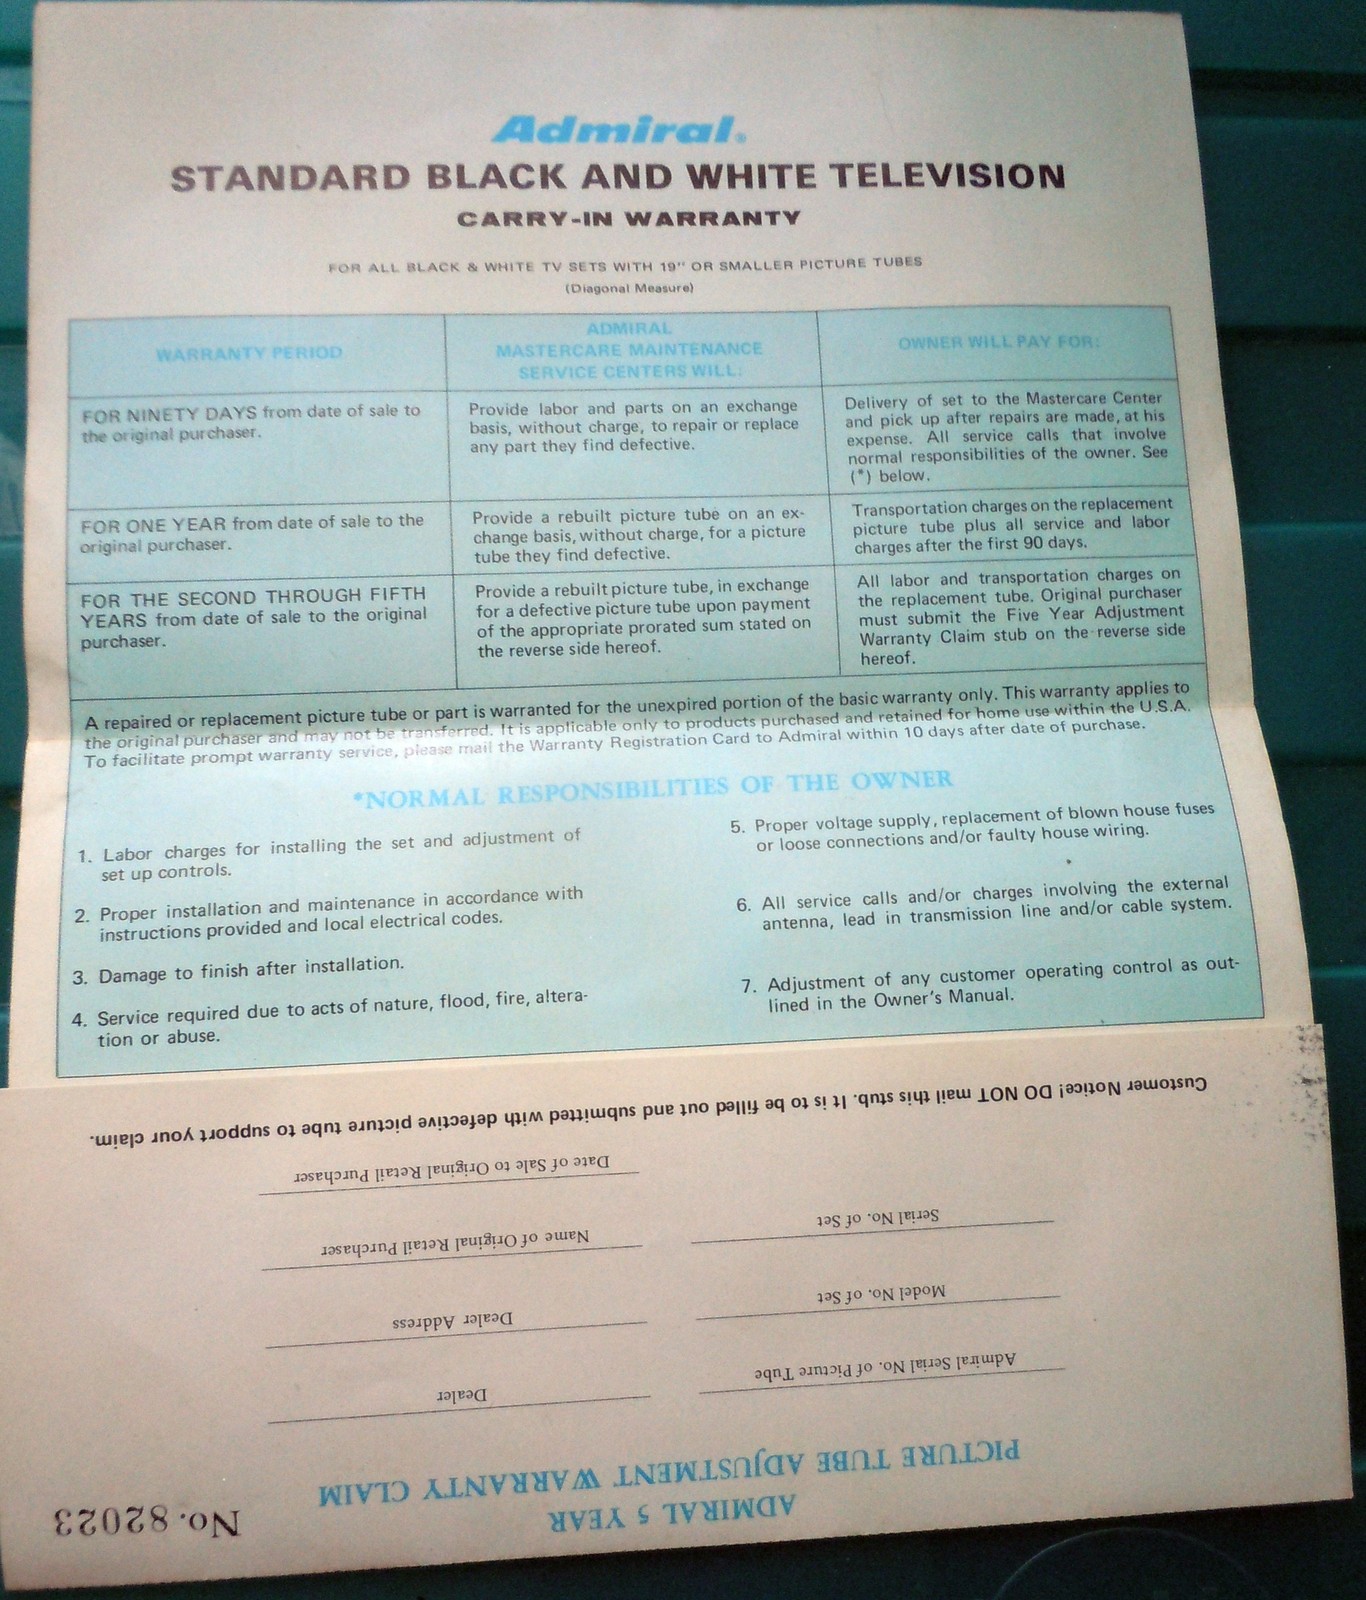 Admiral®
STANDARD BLACK AND WHITE TELEVISION
CARRY-IN WARRANTY
FOR ALL BLACK & WHITE TV SETS WITH 19" OR SMALLER PICTURE TUBES
(Diagonal Measure)
WARRANTY PERIOD
ADMIRAL
MASTERCARE MAINTENANCE
SERVICE CENTERS WILL:
OWNER WILL PAY FOR:
FOR NINETY DAYS from date of sale to
the original purchaser.
Provide labor and parts on an exchange
basis, without charge, to repair or replace
any part they find defective.
Delivery of set to the Mastercare Center
and pick up after repairs are made, at his
expense. All service calls that involve
normal responsibilities of the owner. See
(*) below.
FOR ONE YEAR from date of sale to the
original purchaser.
Provide a rebuilt picture tube on an ex-
change basis, without charge, for a picture
tube they find defective.
Transportation charges on the replacement
picture tube plus all service and labor
charges after the first 90 days.
FOR THE SECOND THROUGH FIFTH
YEARS from date of sale to the original
purchaser.
Provide a rebuilt picture tube, in exchange
for a defective picture tube upon payment
of the appropriate prorated sum stated on
the reverse side hereof.
All labor and transportation charges on
the replacement tube. Original purchaser
must submit the Five Year Adjustment
Warranty Claim stub on the reverse side
hereof.
A repaired or replacement picture tube or part is warranted for the unexpired portion of the basic warranty only. This warranty applies to
the original purchaser and may not be transferred. It is applicable only to products purchased and retained for home use within the U.S.A.
To facilitate prompt warranty service, please mail the Warranty Registration Card to Admiral within 10 days after date of purchase.
*NORMAL RESPONSIBILITIES OF THE OWNER
1. Labor charges for installing the set and adjustment of
set up controls.
2. Proper installation and maintenance in accordance with
instructions provided and local electrical codes.
3. Damage to finish after installation.
4. Service required due to acts of nature, flood, fire, altera-
tion or abuse.
5. Proper voltage supply, replacement of blown house fuses
or loose connections and/or faulty house wiring.
6. All service calls and/or charges involving the external
antenna, lead in transmission line and/or cable system.
7. Adjustment of any customer operating control as out-
lined in the Owner's Manual.
No. 82023
ADMIRAL 5 YEAR
PICTURE TUBE ADJUSTMENT WARRANTY CLAIM
Admiral Serial No. of Picture Tube
Dealer
Model No. of Set
Dealer Address
Serial No. of Set
Name of Original Retail Purchaser
Date of Sale to Original Retail Purchaser
Customer Notice! DO NOT mail this stub. It is to be filled out and submitted with defective picture tube to support your claim.